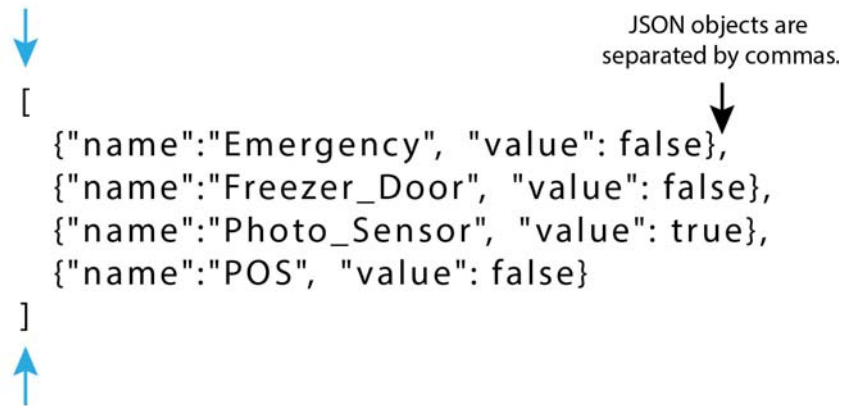 JSON objects are
separated by commas.
[
{"name":"Emergency", "value": false},
{"name":"Freezer_Door", "value": false},
{"name":"Photo_Sensor", "value": true},
{"name":"POS", "value": false}
]